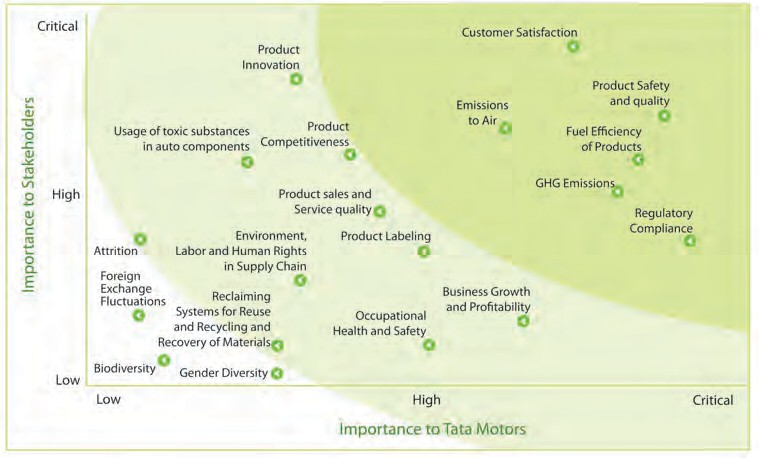 Critical
Customer Satisfaction
Product
Innovation
Product Safety
and quality
Emissions
to Air
Usage of toxic substances
in auto components
Product
Competitiveness
Fuel Efficiency
of Products
GHG Emissions
High
Product sales and
Service quality
Regulatory
Compliance
Attrition
Environment,
Labor and Human Rights
in Supply Chain
Product Labeling
Foreign
Exchange
Fluctuations
Reclaiming
Systems for Reuse
and Recycling and
Recovery of Materials
Business Growth
and Profitability
Occupational
Health and Safety
Biodiversity
Gender Diversity
Low
Low
High
Critical
Importance to Stakeholders
Importance to Tata Motors